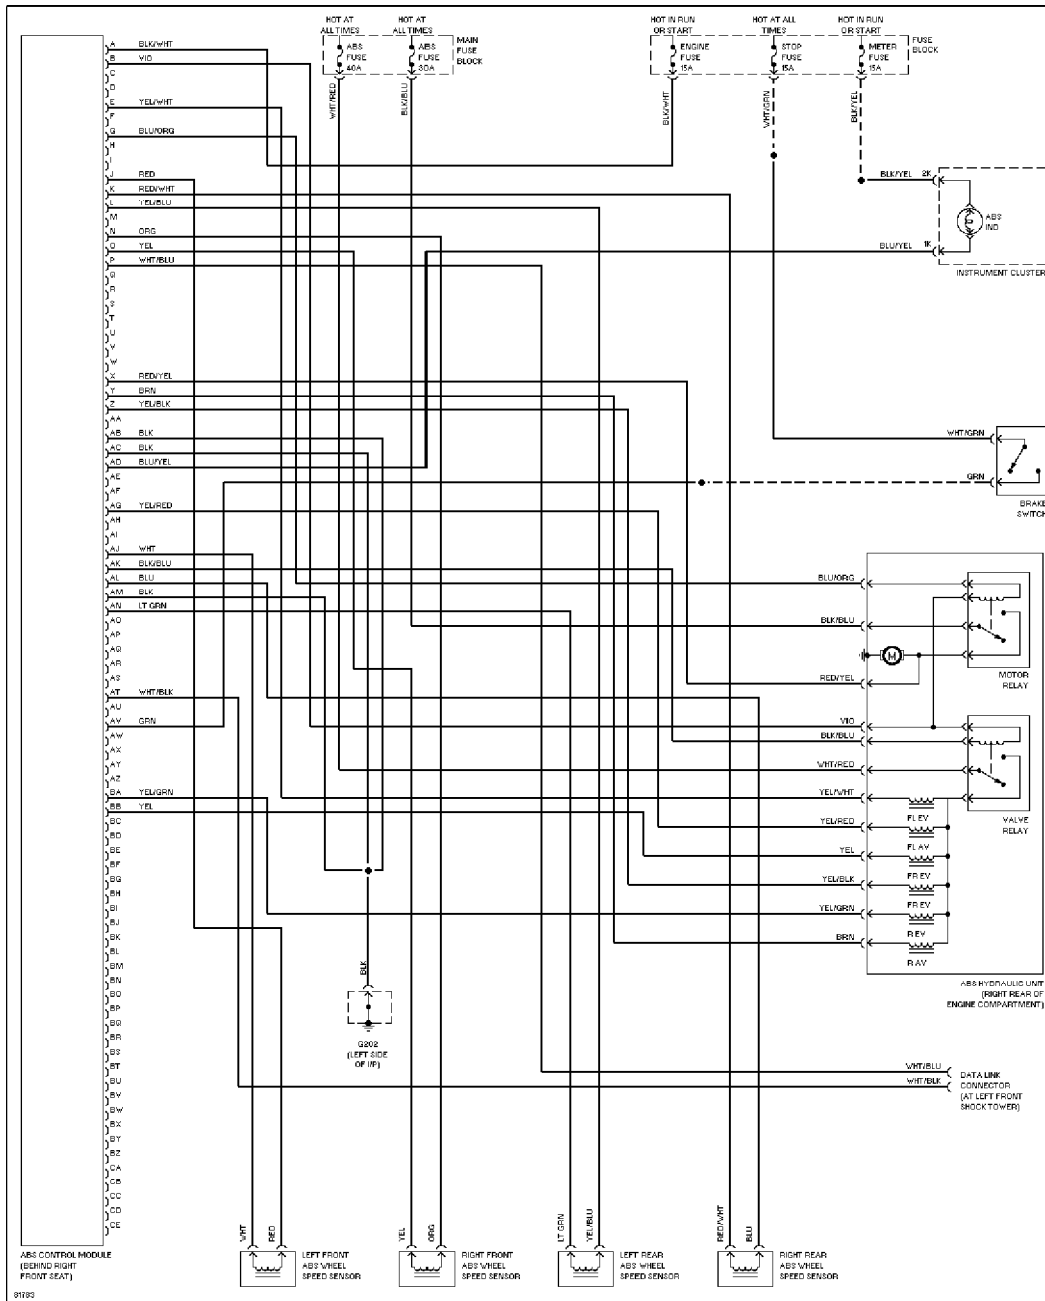 HOT AT
ALL TIMES
HOT AT
ALL TIMES
HOT IN RUN
OR START
HOT AT ALL
TIMES
HOT IN RUN
OR START
ABS
FUSE
40A
ABS
FUSE
30A
MAIN
FUSE
BLOCK
ENGINE
FUSE
15A
STOP
FUSE
15A
METER
FUSE
15A
FUSE
BLOCK
WHT/RED
BLK/BLU
BLK/WHT
WHT/GRN
BLK/YEL
A BLK/WHT
B VIO
C
D
E YEL/WHT
F
G BLU/ORG
H
I
J RED
K RED/WHT
L YEL/BLU
M
N ORG
O YEL
P WHT/BLU
Q
R
S
T
U
V
W
X RED/YEL
Y BRN
Z YEL/BLK
AA
AB BLK
AC BLK
AD BLU/YEL
AE
AF
AG YEL/RED
AH
AI
AJ WHT
AK BLK/BLU
AL BLU
AM BLK
AN LT GRN
AO
AP
AQ
AR
AS
AT WHT/BLK
AU
AV GRN
AW
AX
AY
AZ
BA YEL/GRN
BB YEL
BC
BD
BE
BF
BG
BH
BI
BJ
BK
BL
BM
BN
BO
BP
BQ
BR
BS
BT
BU
BV
BW
BX
BY
BZ
CA
CB
CC
CD
CE
BLK/YEL 2K
ABS
IND
BLU/YEL 1K
INSTRUMENT CLUSTER
WHT/GRN
GRN
BRAKE
SWITCH
BLU/ORG
BLK/BLU
M
MOTOR
RELAY
RED/YEL
VIO
BLK/BLU
WHT/RED
YEL/WHT
FL EV
VALVE
RELAY
YEL/RED
FL AV
YEL
FR EV
YEL/BLK
FR EV
YEL/GRN
R EV
BRN
R AV
ABS HYDRAULIC UNIT
(RIGHT REAR OF
ENGINE COMPARTMENT)
BLK
G202
(LEFT SIDE
OF I/P)
WHT/BLU
WHT/BLK
DATA LINK
CONNECTOR
(AT LEFT FRONT
SHOCK TOWER)
WHT
RED
YEL
ORG
LT GRN
YEL/BLU
RED/WHT
BLU
ABS CONTROL MODULE
(BEHIND RIGHT
FRONT SEAT)
LEFT FRONT
ABS WHEEL
SPEED SENSOR
RIGHT FRONT
ABS WHEEL
SPEED SENSOR
LEFT REAR
ABS WHEEL
SPEED SENSOR
RIGHT REAR
ABS WHEEL
SPEED SENSOR
81783